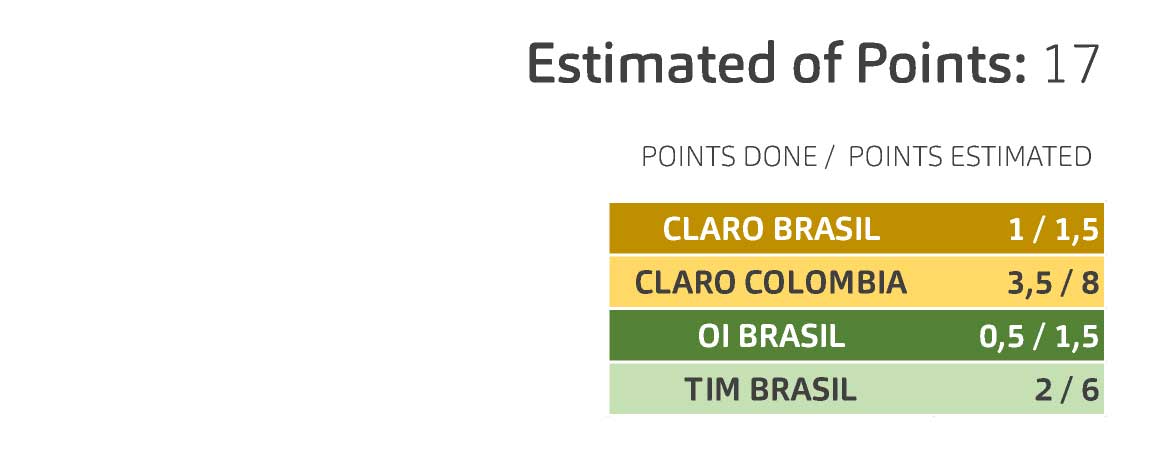 Estimated of Points: 17
POINTS DONE / POINTS ESTIMATED
CLARO BRASIL 1 / 1,5
CLARO COLOMBIA 3,5 / 8
OI BRASIL 0,5 / 1,5
TIM BRASIL 2 / 6